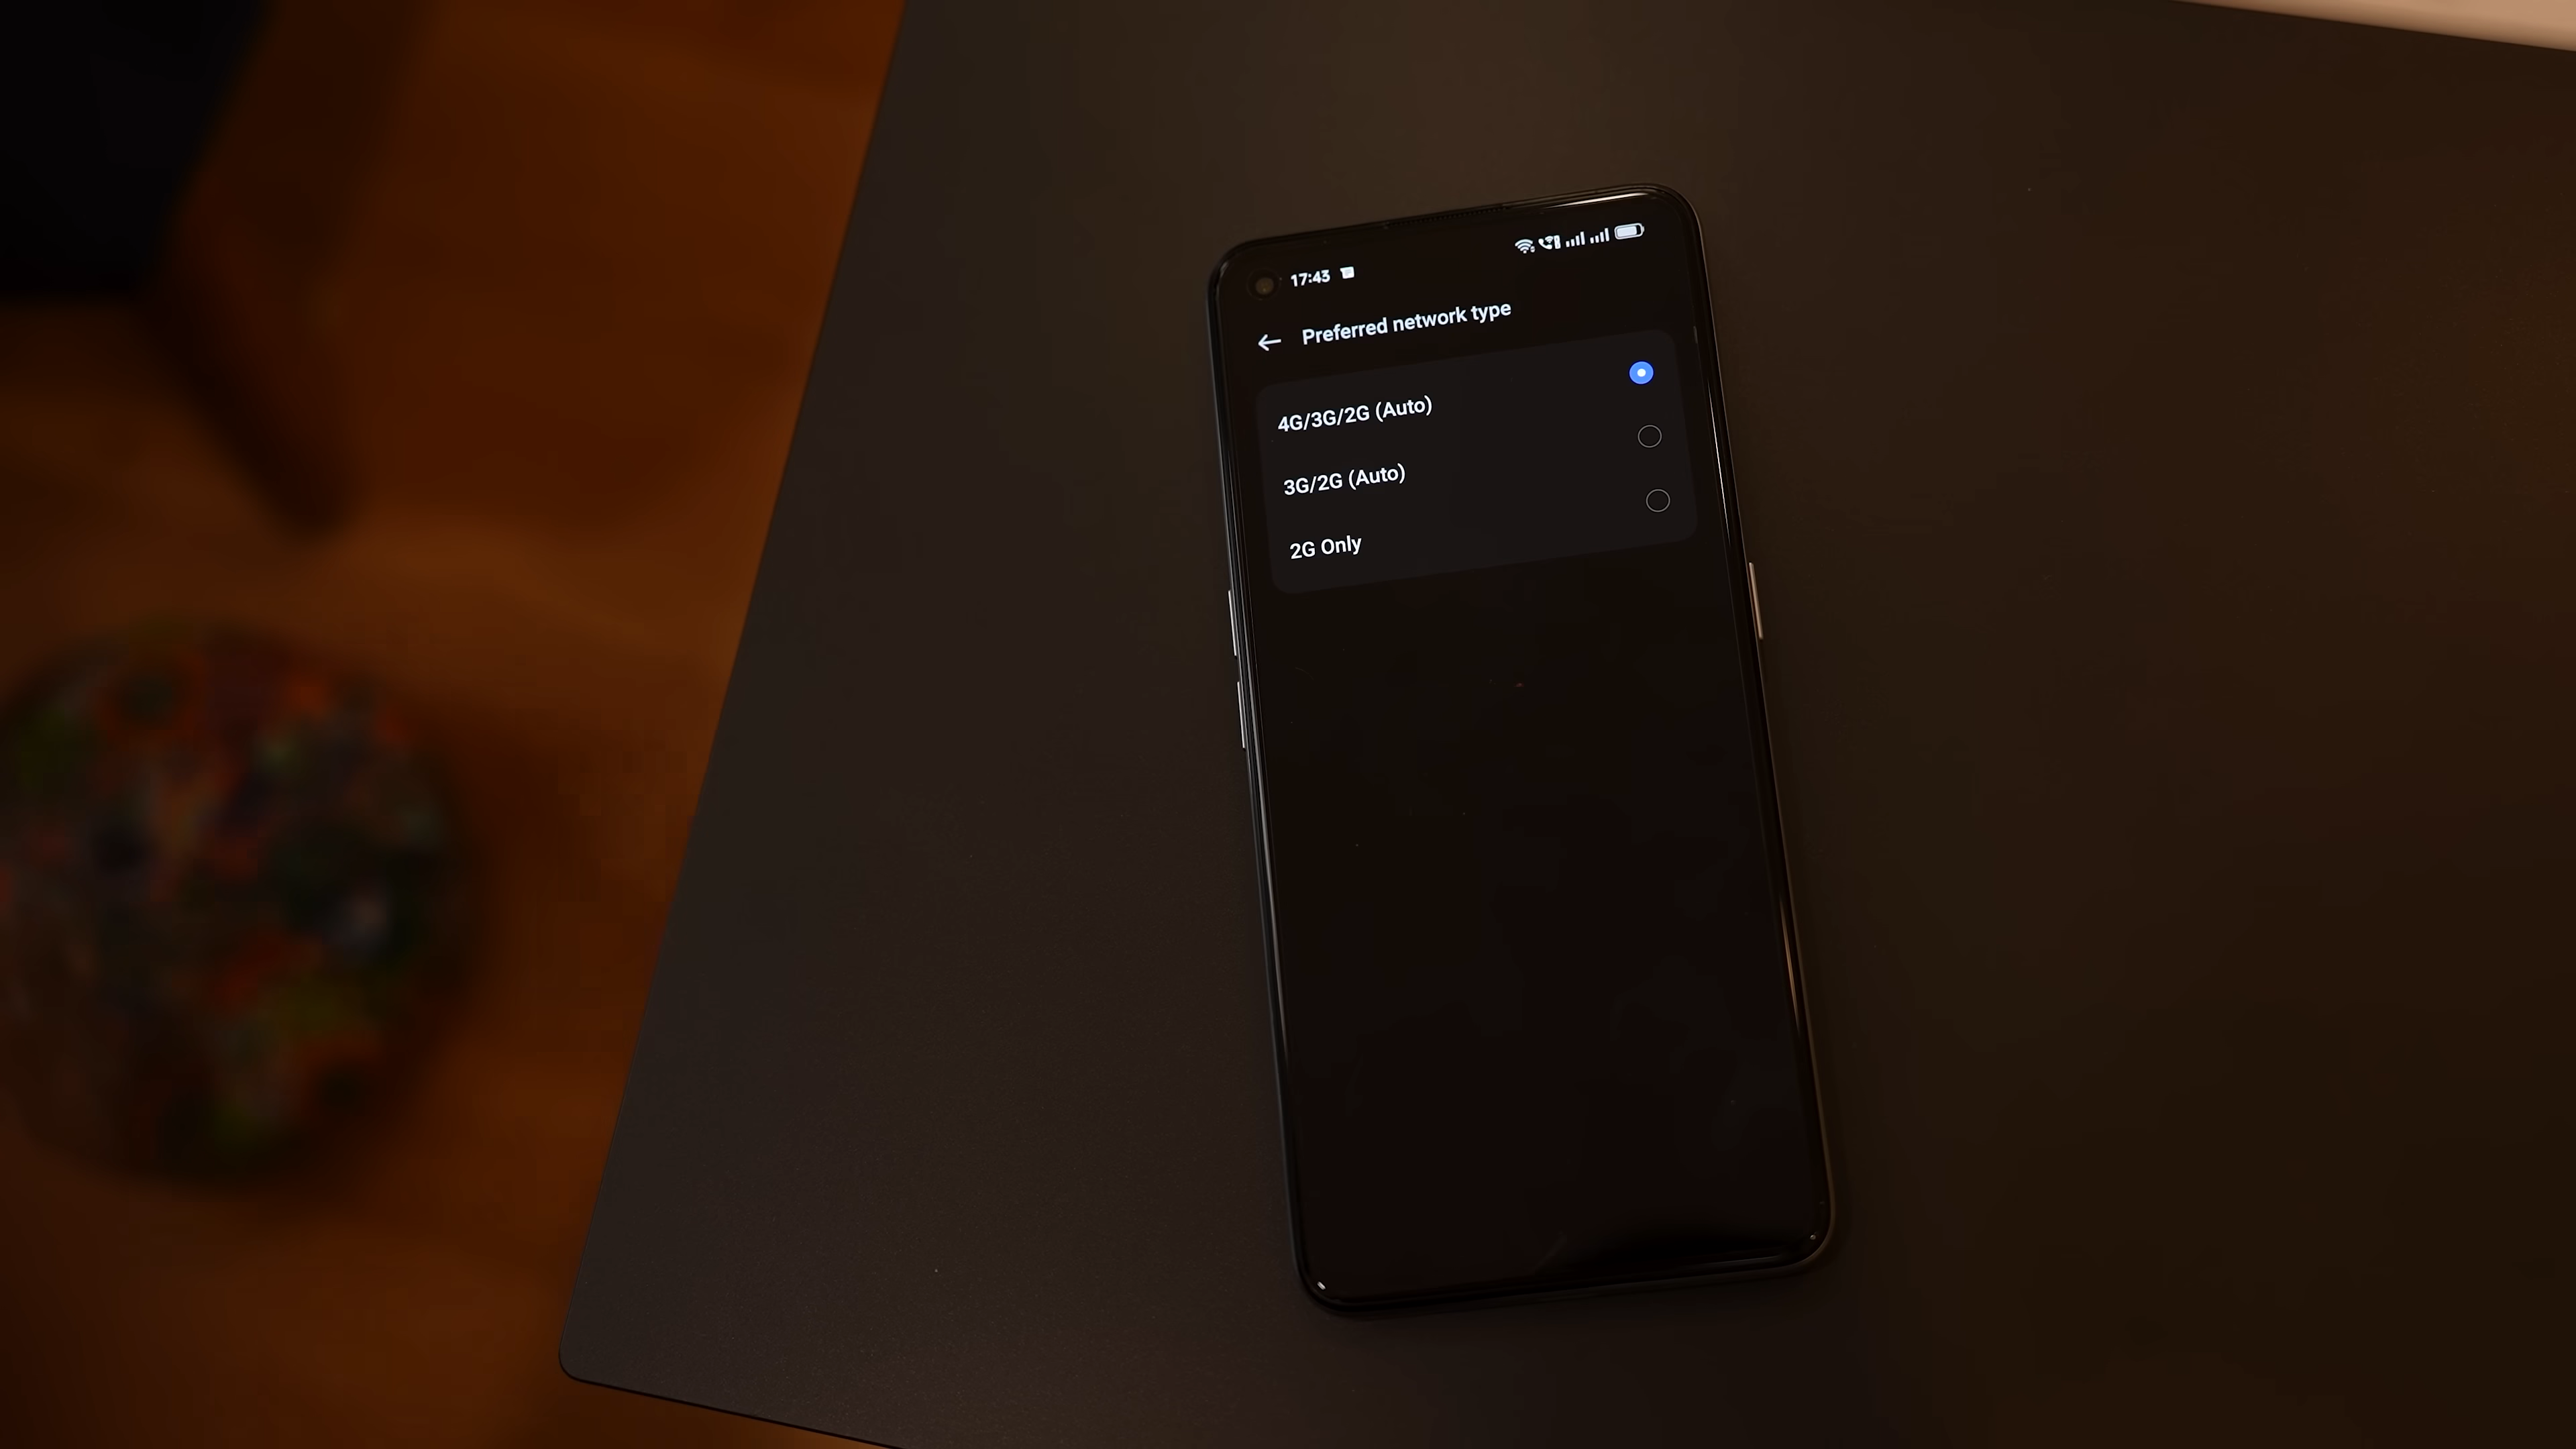 17:43
Preferred network type
4G/3G/2G (Auto)
3G/2G (Auto)
2G Only